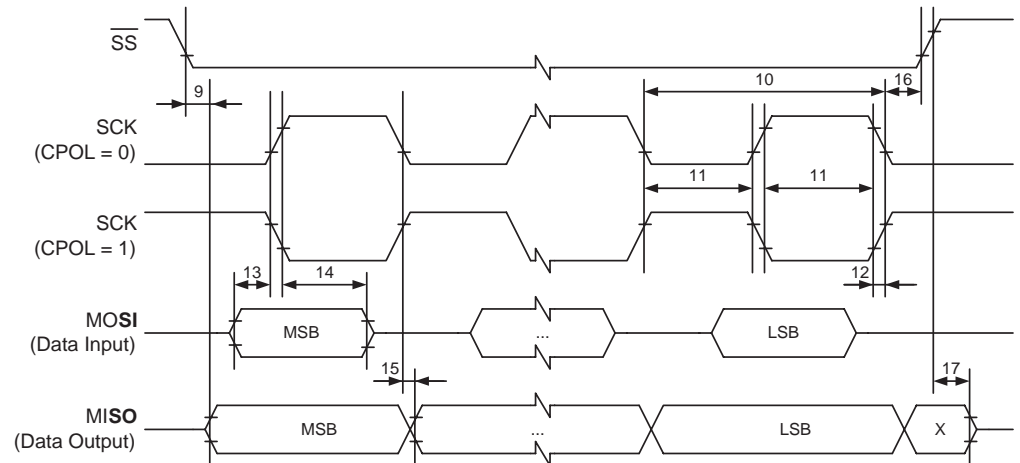 SS
10
16
9
SCK
(CPOL = 0)
11
11
SCK
(CPOL = 1)
13
14
12
MOSI
(Data Input)
MSB
...
LSB
15
17
MISO
(Data Output)
MSB
...
LSB
X